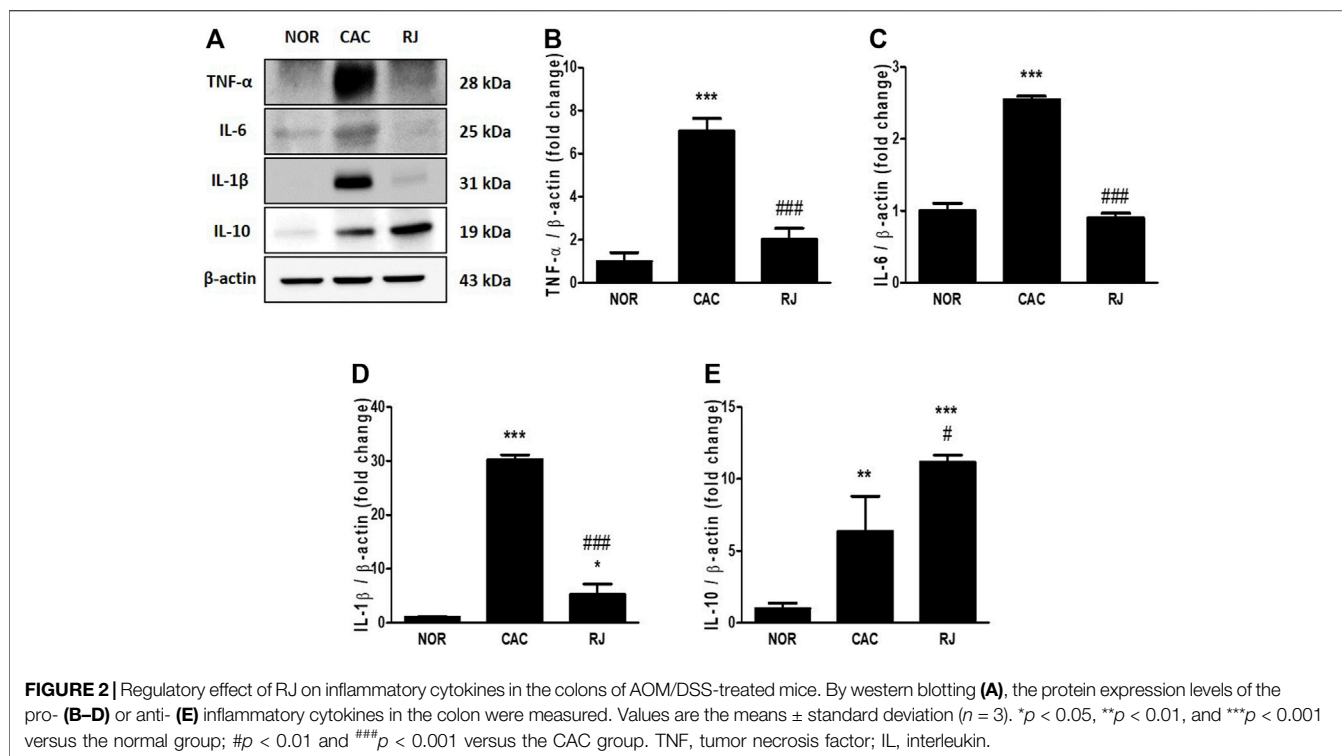 A
NOR CAC RJ
TNF-α 28 kDa
IL-6 25 kDa
IL-1β 31 kDa
IL-10 19 kDa
β-actin 43 kDa
B
TNF-α / β-actin (fold change)
10
8
6
4
2
0
***
###
NOR CAC RJ
C
IL-6 / β-actin (fold change)
3
2
1
0
***
###
NOR CAC RJ
D
IL-1β / β-actin (fold change)
40
30
20
10
0
***
###
*
NOR CAC RJ
E
IL-10 / β-actin (fold change)
15
10
5
0
**
***
#
NOR CAC RJ
FIGURE 2 | Regulatory effect of RJ on inflammatory cytokines in the colons of AOM/DSS-treated mice. By western blotting (A), the protein expression levels of the
pro- (B–D) or anti- (E) inflammatory cytokines in the colon were measured. Values are the means ± standard deviation (n = 3). *p < 0.05, **p < 0.01, and ***p < 0.001
versus the normal group; #p < 0.01 and ###p < 0.001 versus the CAC group. TNF, tumor necrosis factor; IL, interleukin.